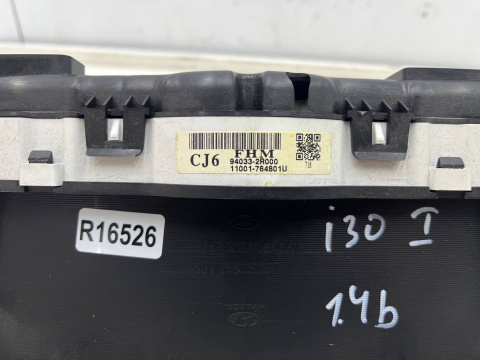 FHM
CJ6
94033-2R000
11001-764801U
R16526
i30 I
1.4b